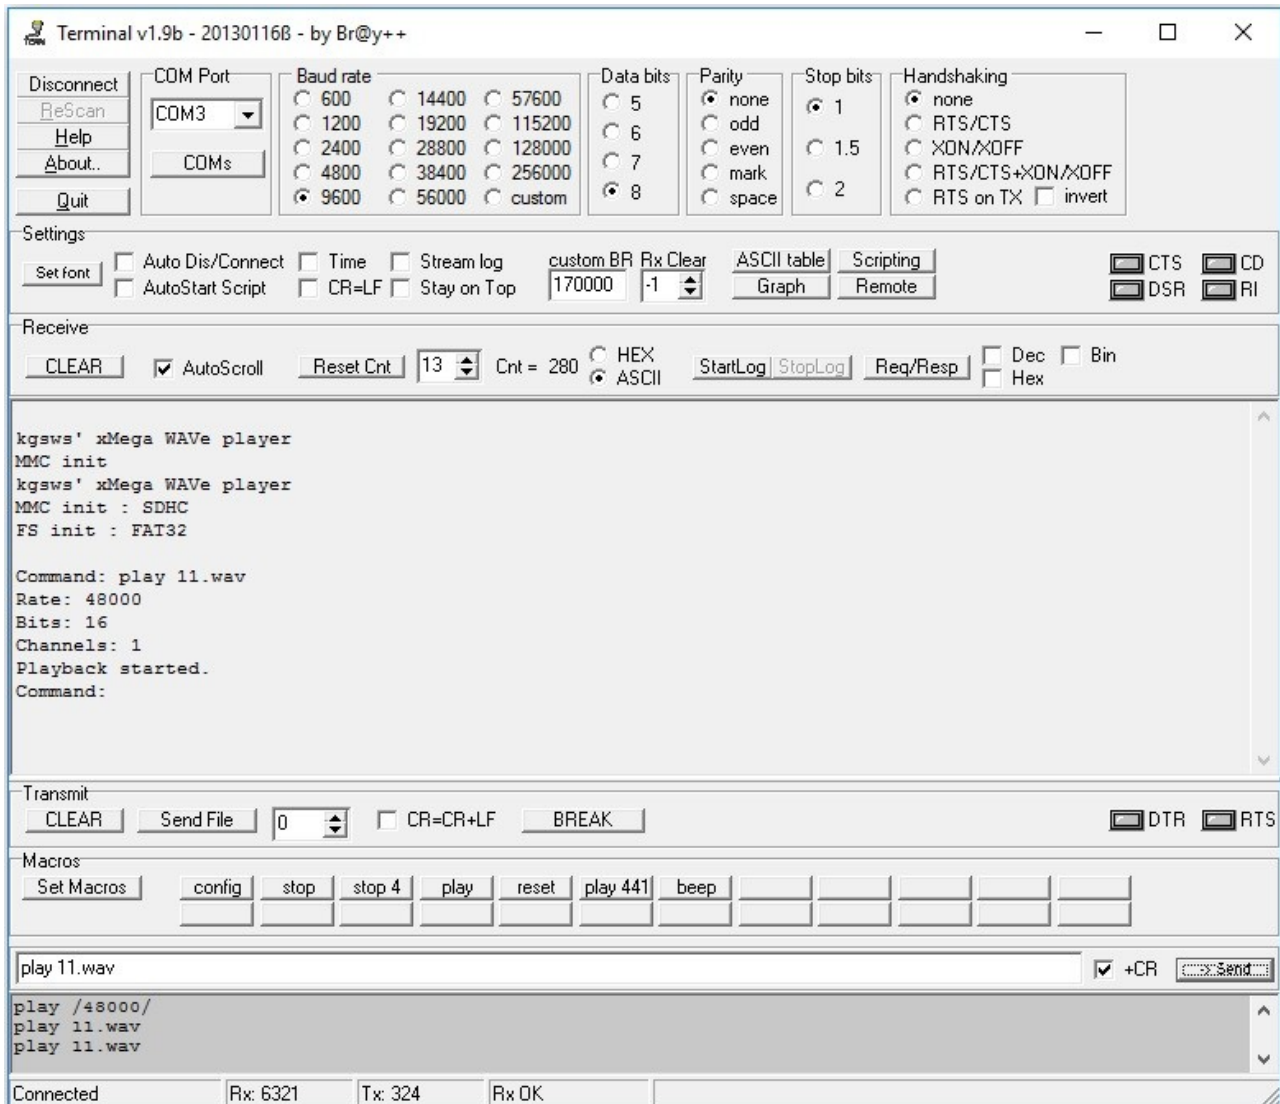 Terminal v1.9b - 20130116ß - by Br@y++
Disconnect
ReScan
Help
About..
Quit
COM Port
COM3
COMs
Baud rate
600 14400 57600
1200 19200 115200
2400 28800 128000
4800 38400 256000
9600 56000 custom
Data bits
5
6
7
8
Parity
none
odd
even
mark
space
Stop bits
1
1.5
2
Handshaking
none
RTS/CTS
XON/XOFF
RTS/CTS+XON/XOFF
RTS on TX invert
Settings
Set font
Auto Dis/Connect Time Stream log
AutoStart Script CR=LF Stay on Top
custom BR Rx Clear
170000 -1
ASCII table Scripting
Graph Remote
CTS CD
DSR RI
Receive
CLEAR AutoScroll Reset Cnt 13 Cnt = 280
HEX
ASCII
StartLog StopLog Req/Resp
Dec Bin
Hex
kgsws' xMega WAVe player
MMC init
kgsws' xMega WAVe player
MMC init : SDHC
FS init : FAT32
Command: play 11.wav
Rate: 48000
Bits: 16
Channels: 1
Playback started.
Command:
Transmit
CLEAR Send File 0 CR=CR+LF BREAK DTR RTS
Macros
Set Macros config stop stop 4 play reset play 441 beep
play 11.wav +CR -> Send
play /48000/
play 11.wav
play 11.wav
Connected Rx: 6321 Tx: 324 Rx OK